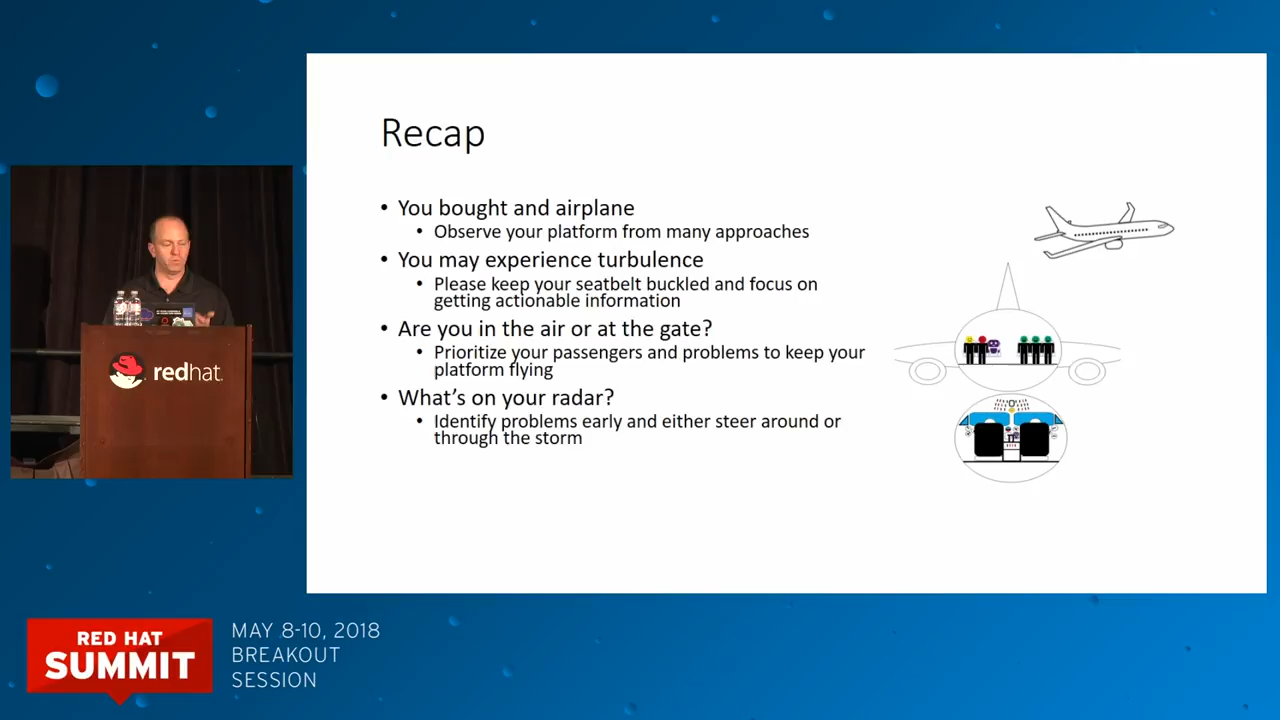 Recap
• You bought and airplane
• Observe your platform from many approaches
• You may experience turbulence
• Please keep your seatbelt buckled and focus on
getting actionable information
• Are you in the air or at the gate?
• Prioritize your passengers and problems to keep your
platform flying
• What's on your radar?
• Identify problems early and either steer around or
through the storm
redhat.
RED HAT
SUMMIT
MAY 8-10, 2018
BREAKOUT
SESSION